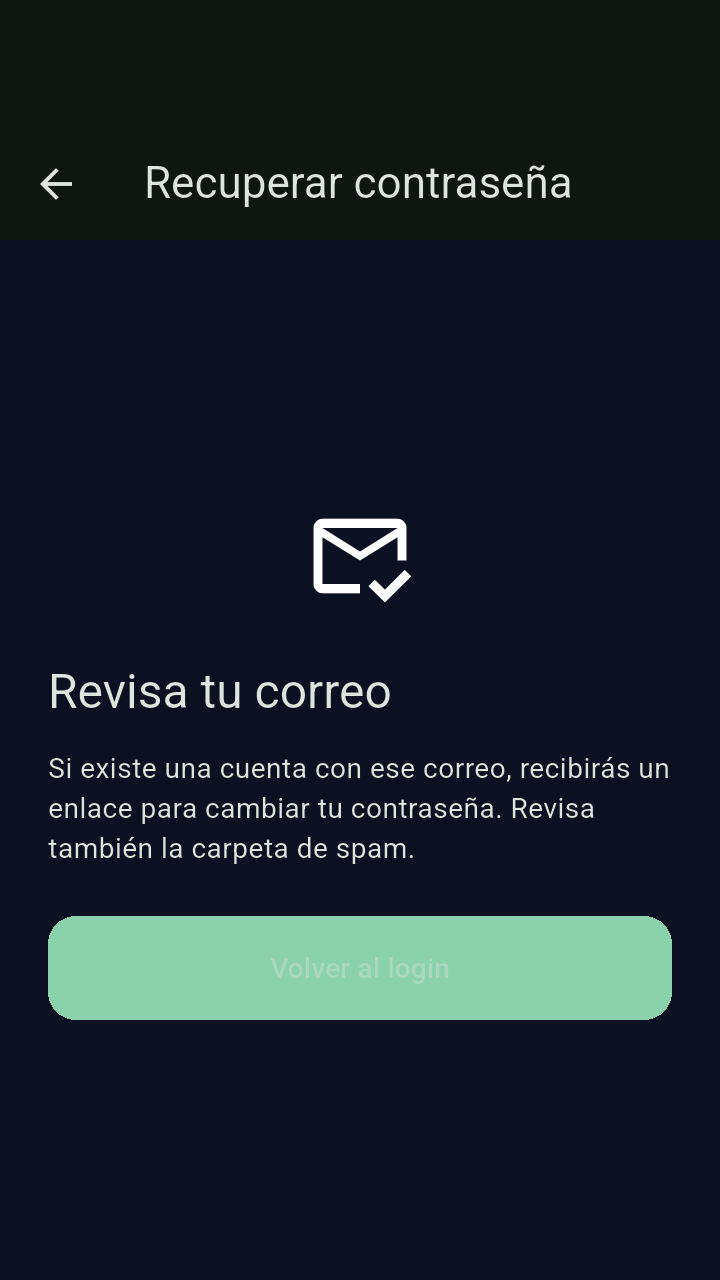 Recuperar contraseña
Revisa tu correo
Si existe una cuenta con ese correo, recibirás un
enlace para cambiar tu contraseña. Revisa
también la carpeta de spam.
Volver al login